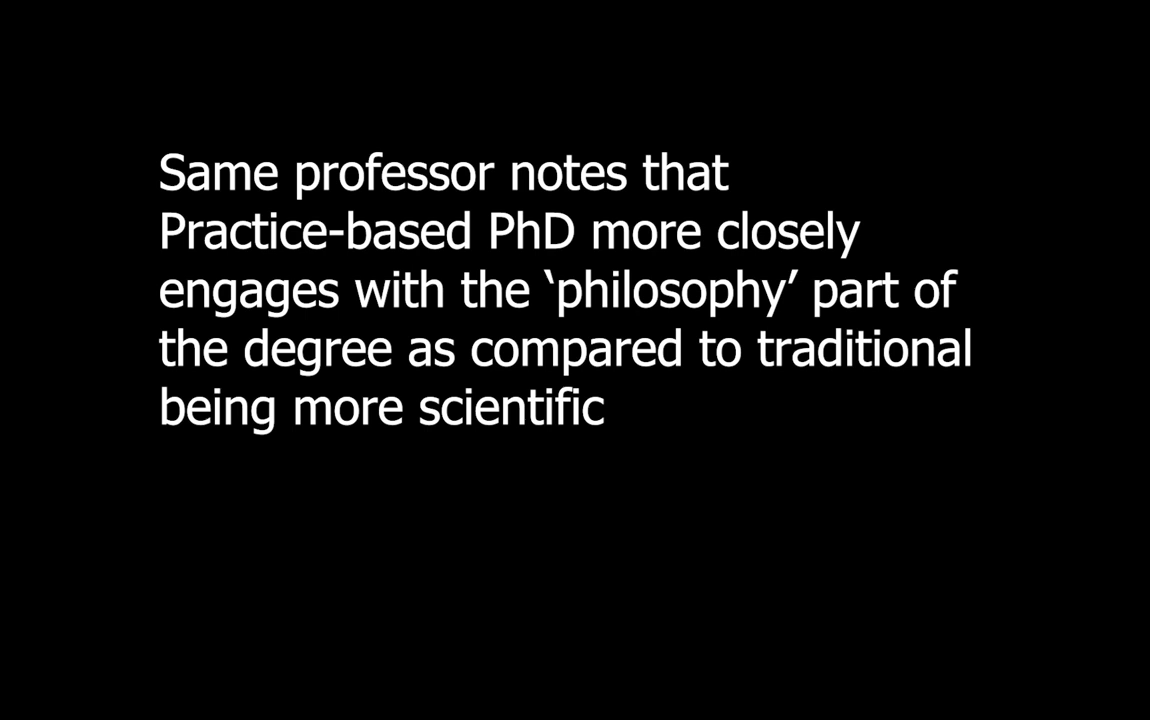 Same professor notes that
Practice-based PhD more closely
engages with the ‘philosophy’ part of
the degree as compared to traditional
being more scientific